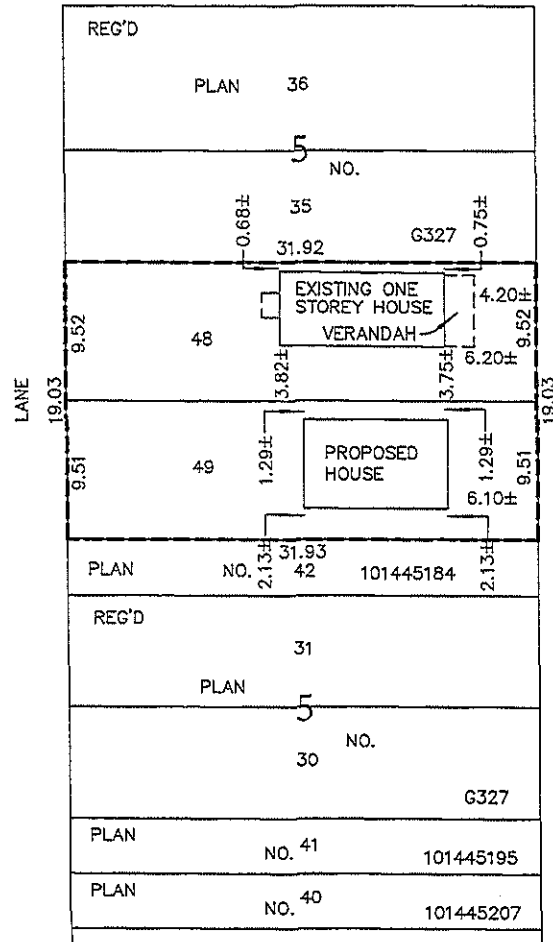 REG'D
PLAN 36
5
NO.
35
G327
0.68±
0.75±
31.92
EXISTING ONE
STOREY HOUSE
VERANDAH
4.20±
9.52
48
9.52
6.20±
3.82±
3.75±
LANE
19.03
19.03
1.29±
PROPOSED
HOUSE
1.29±
9.51
49
9.51
6.10±
2.13±
31.93
2.13±
PLAN NO. 42 101445184
REG'D
31
PLAN
5
NO.
30
G327
PLAN NO. 41 101445195
PLAN NO. 40 101445207